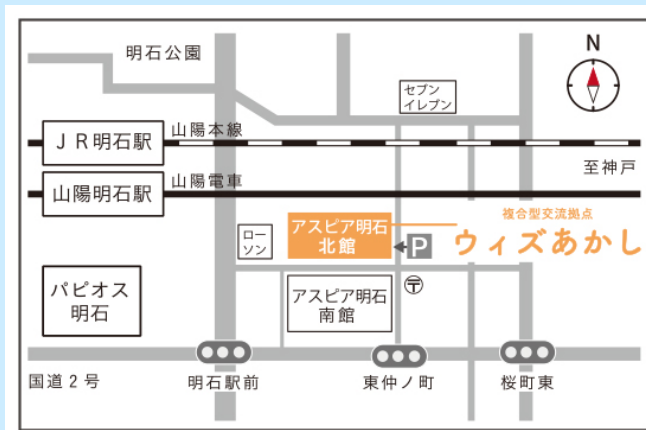 明石公園
N
セブン
イレブン
JR明石駅
山陽本線
至神戸
山陽明石駅
山陽電車
複合型交流拠点
ウィズあかし
ローソン
アスピア明石
北館
P
パピオス
明石
アスピア明石
南館
〒
国道2号
明石駅前
東仲ノ町
桜町東